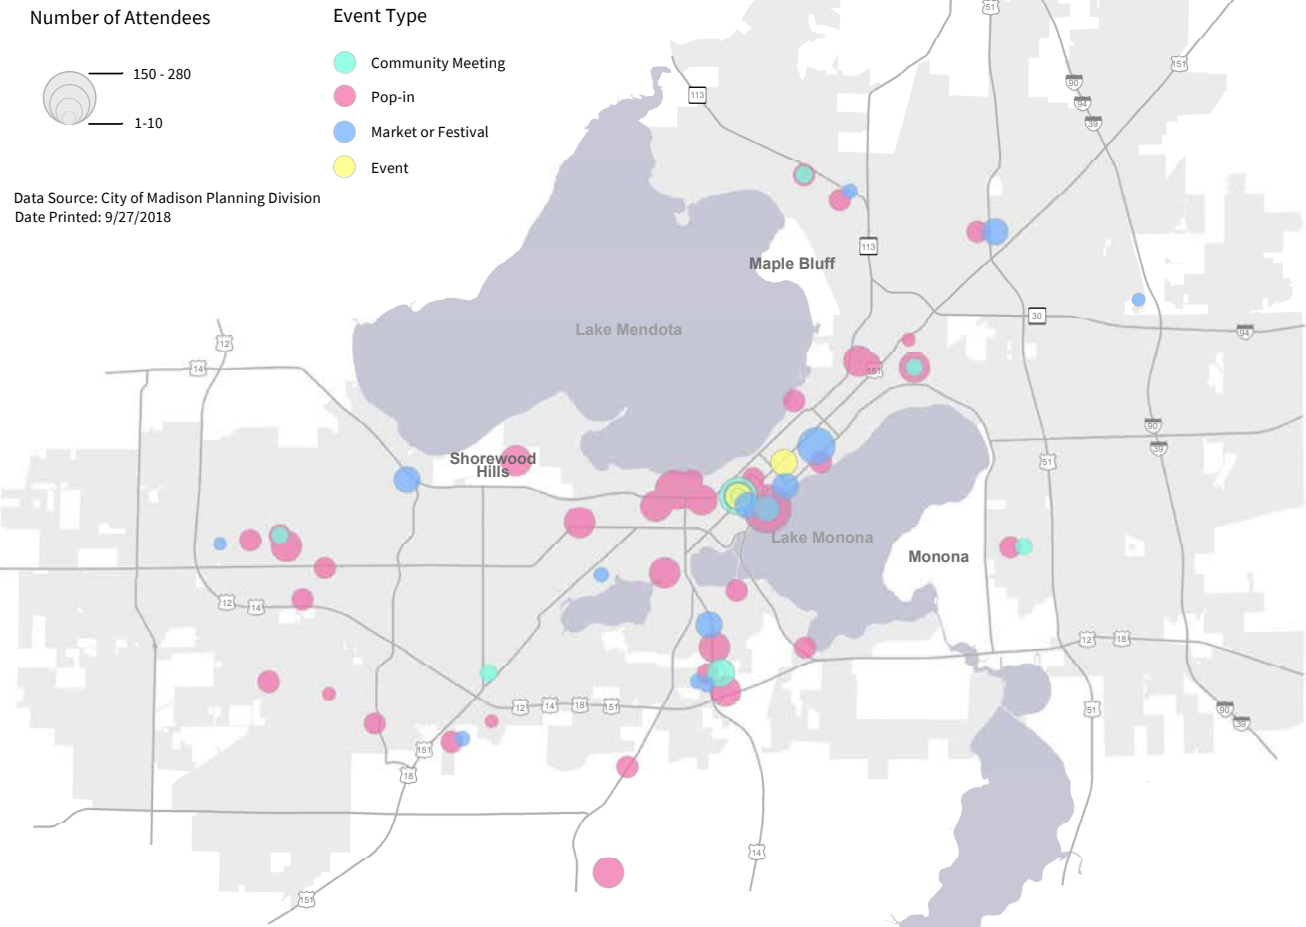 Number of Attendees
150 - 280
1-10
Event Type
Community Meeting
Pop-in
Market or Festival
Event
Data Source: City of Madison Planning Division
Date Printed: 9/27/2018
51
151
90
94
39
113
113
Maple Bluff
30
94
Lake Mendota
12
14
151
90
39
51
Shorewood
Hills
Lake Monona
Monona
12
14
12
18
12
14
18
151
51
90
39
151
18
14
151